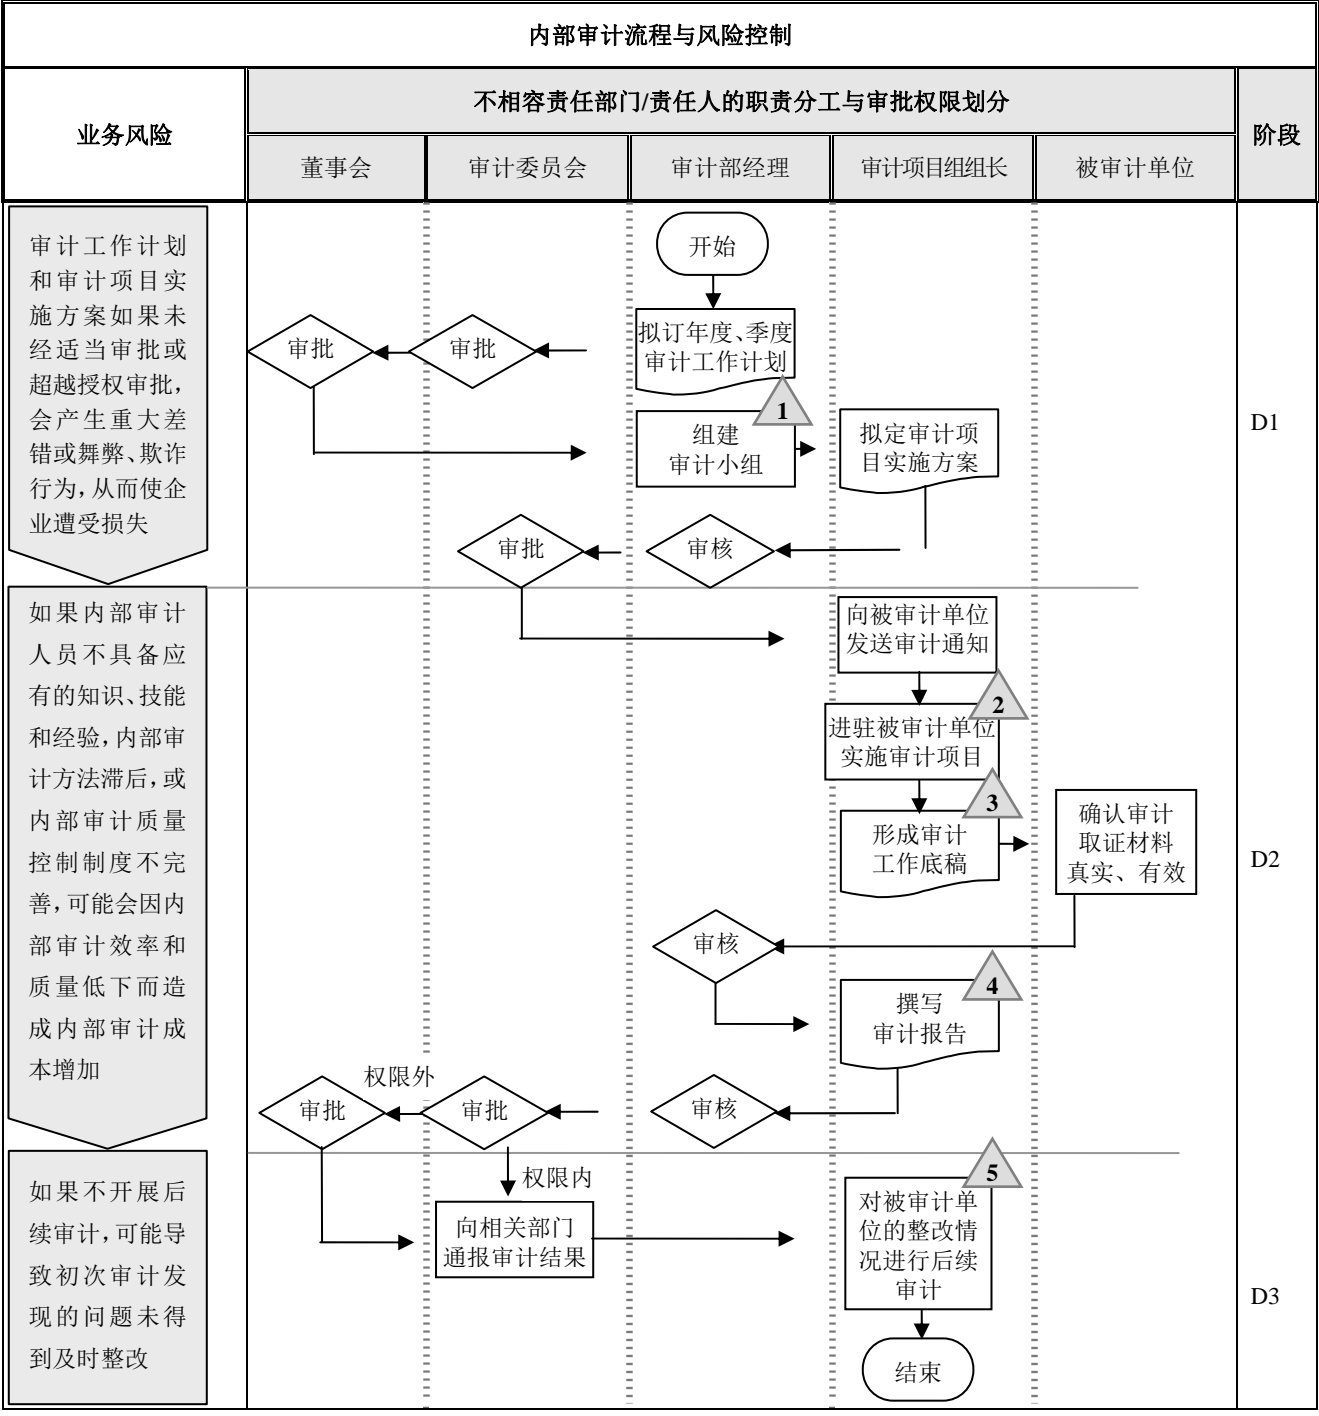 内部审计流程与风险控制
业务风险
不相容责任部门/责任人的职责分工与审批权限划分
阶段
董事会
审计委员会
审计部经理
审计项目组组长
被审计单位
审计工作计划
和审计项目实
施方案如果未
经适当审批或
超越授权审批，
会产生重大差
错或舞弊、欺诈
行为，从而使企
业遭受损失
开始
拟订年度、季度
审计工作计划
审批
审批
1
组建
审计小组
拟定审计项
目实施方案
审核
审批
D1
如果内部审计
人员不具备应
有的知识、技能
和经验，内部审
计方法滞后，或
内部审计质量
控制制度不完
善，可能会因内
部审计效率和
质量低下而造
成内部审计成
本增加
向被审计单位
发送审计通知
2
进驻被审计单位
实施审计项目
3
形成审计
工作底稿
确认审计
取证材料
真实、有效
审核
4
撰写
审计报告
审核
审批
权限外
审批
D2
如果不开展后
续审计，可能导
致初次审计发
现的问题未得
到及时整改
权限内
向相关部门
通报审计结果
5
对被审计单
位的整改情
况进行后续
审计
结束
D3